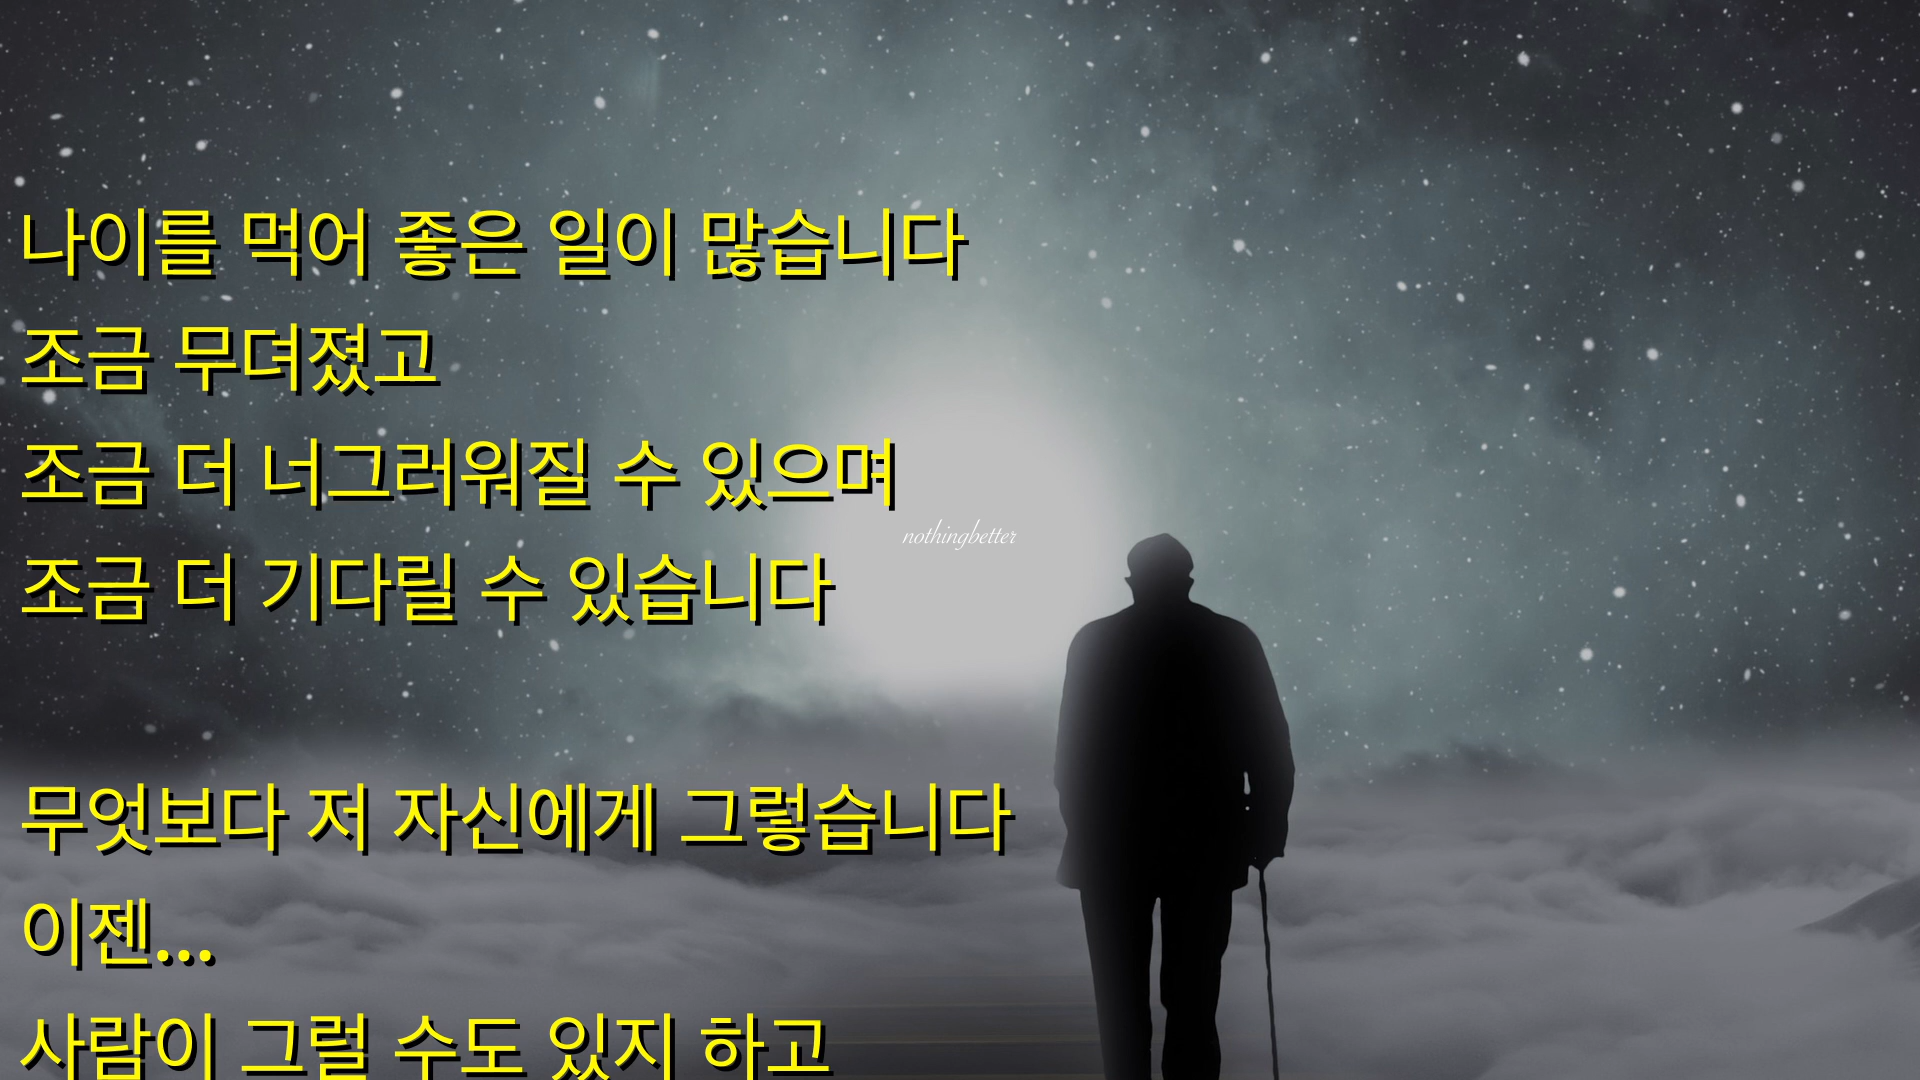 나이를 먹어 좋은 일이 많습니다
조금 무뎌졌고
조금 더 너그러워질 수 있으며
조금 더 기다릴 수 있습니다
nothingbetter
무엇보다 저 자신에게 그렇습니다
이젠...
사람이 그럴 수도 있지 하고